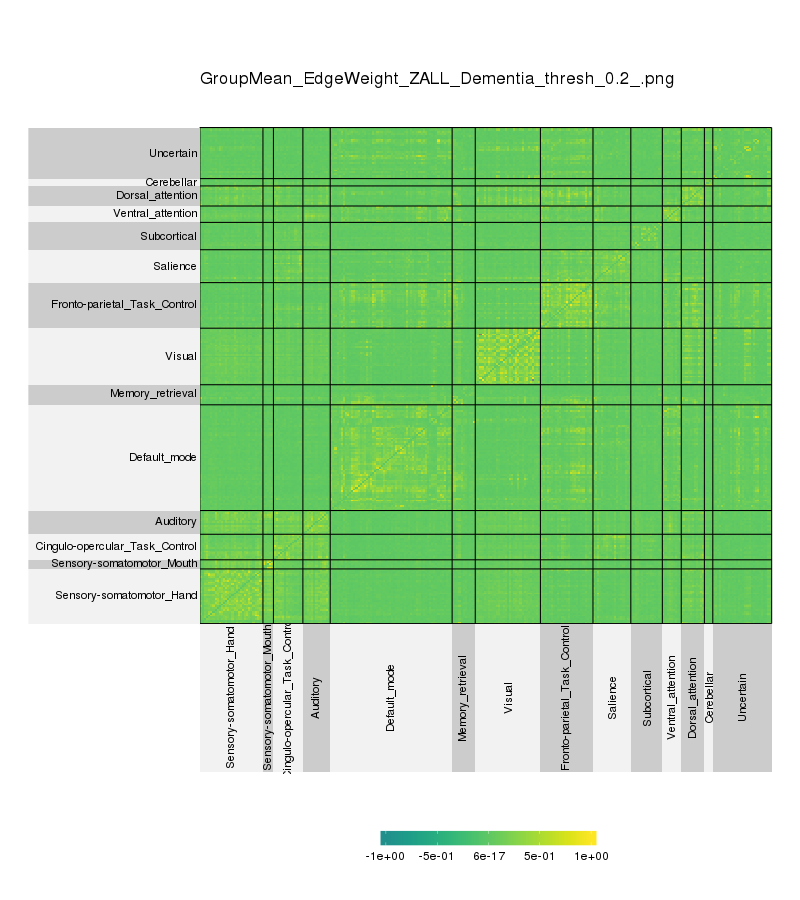 GroupMean_EdgeWeight_ZALL_Dementia_thresh_0.2_.png
Uncertain
Cerebellar
Dorsal_attention
Ventral_attention
Subcortical
Salience
Fronto-parietal_Task_Control
Visual
Memory_retrieval
Default_mode
Auditory
Cingulo-opercular_Task_Control
Sensory-somatomotor_Mouth
Sensory-somatomotor_Hand
Sensory-somatomotor_Hand
Sensory-somatomotor_Mouth
Cingulo-opercular_Task_Control
Auditory
Default_mode
Memory_retrieval
Visual
Fronto-parietal_Task_Control
Salience
Subcortical
Ventral_attention
Dorsal_attention
Cerebellar
Uncertain
-1e+00 -5e-01 6e-17 5e-01 1e+00